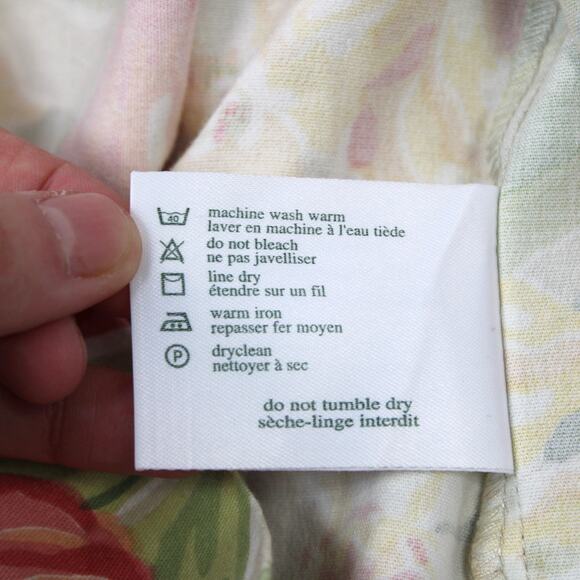 40 machine wash warm
laver en machine à l'eau tiède
do not bleach
ne pas javelliser
line dry
étendre sur un fil
warm iron
repasser fer moyen
P dryclean
nettoyer à sec
do not tumble dry
sèche-linge interdit